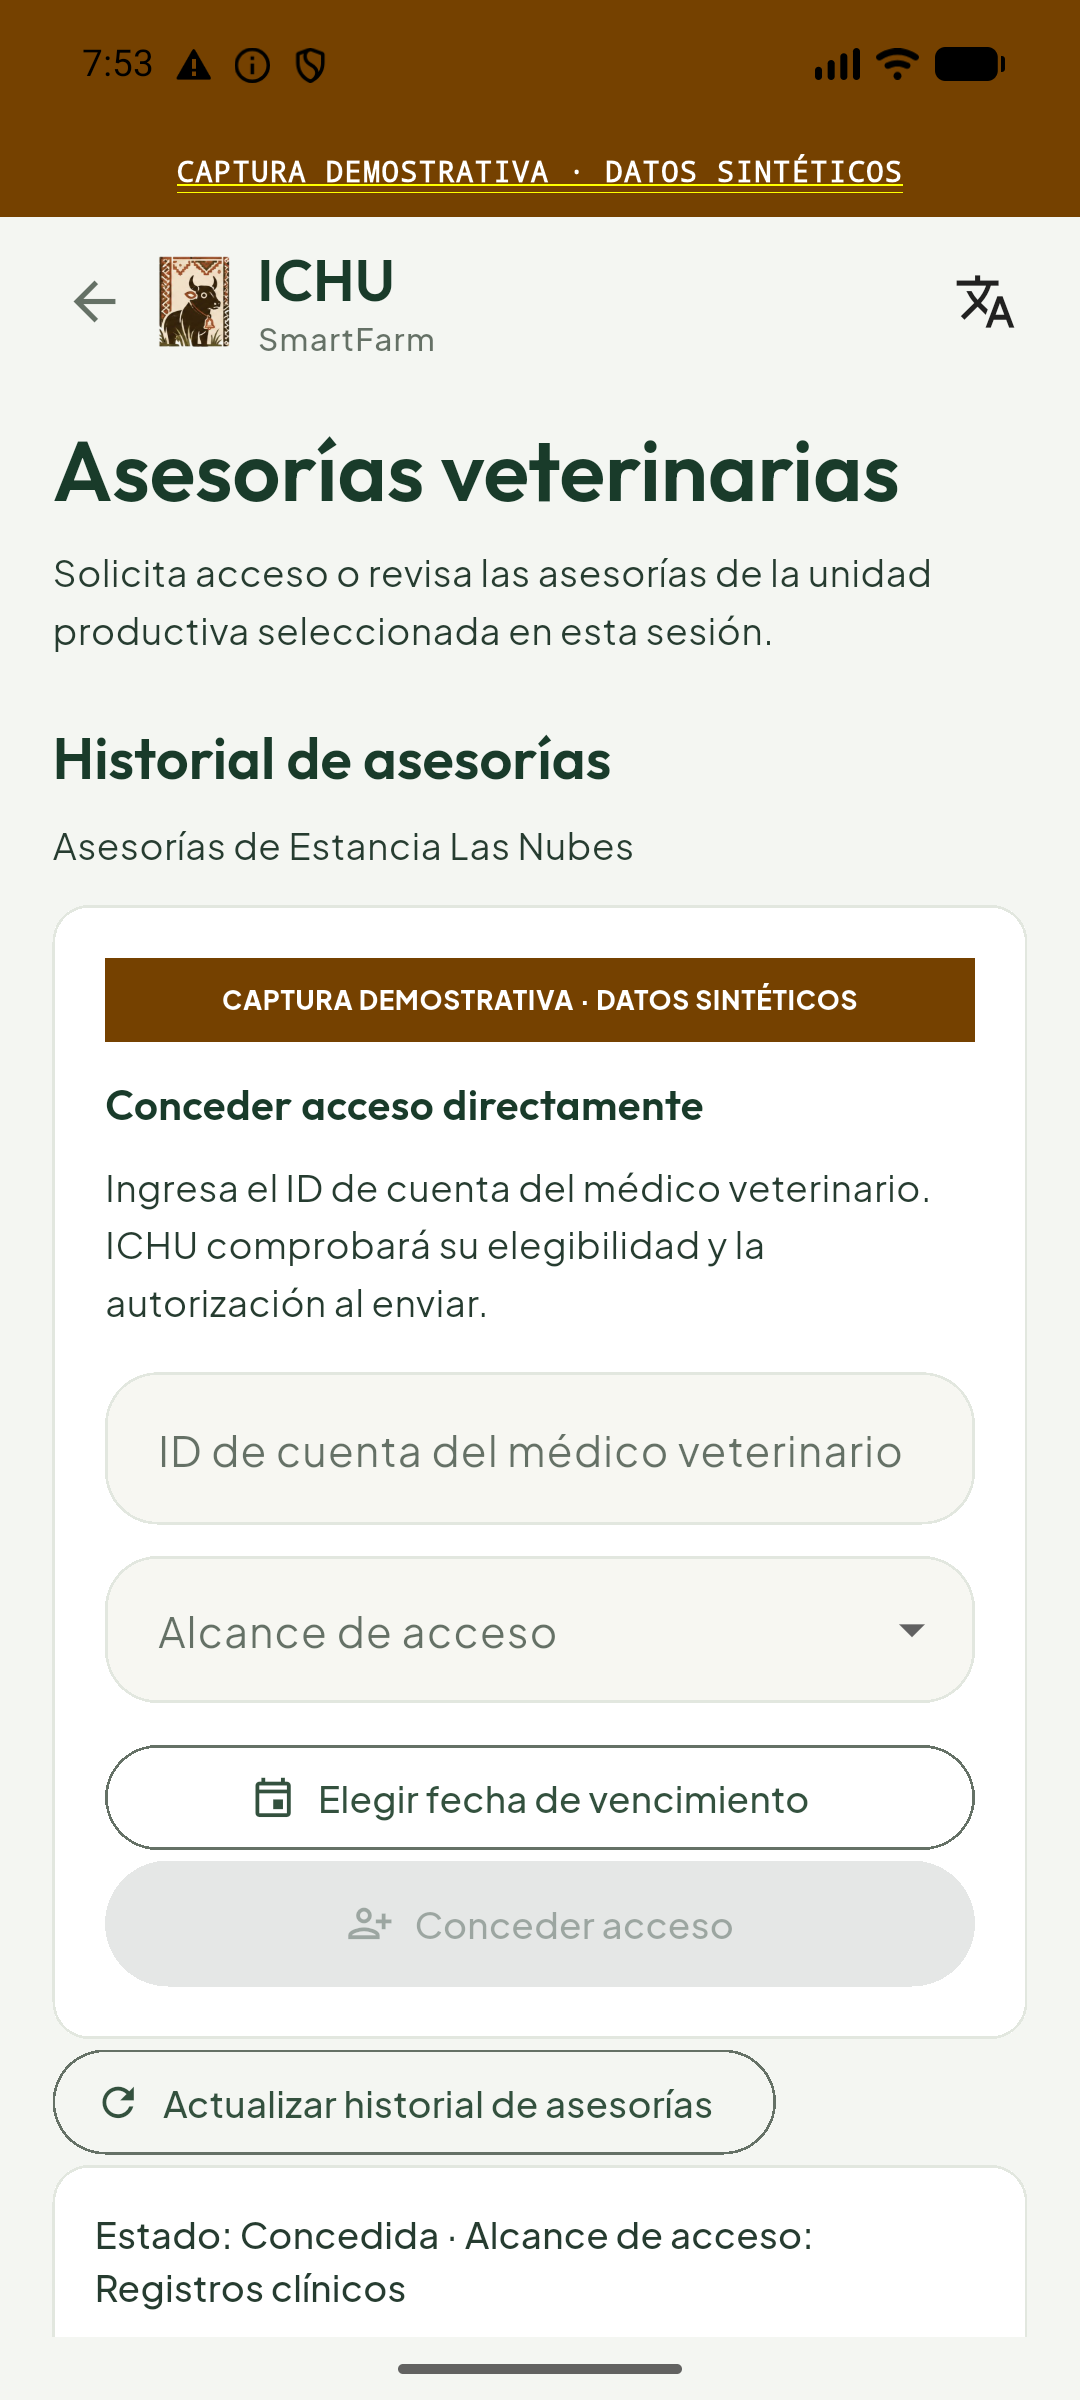 7:53
CAPTURA DEMOSTRATIVA · DATOS SINTÉTICOS
ICHU
SmartFarm
Asesorías veterinarias
Solicita acceso o revisa las asesorías de la unidad
productiva seleccionada en esta sesión.
Historial de asesorías
Asesorías de Estancia Las Nubes
CAPTURA DEMOSTRATIVA · DATOS SINTÉTICOS
Conceder acceso directamente
Ingresa el ID de cuenta del médico veterinario.
ICHU comprobará su elegibilidad y la
autorización al enviar.
ID de cuenta del médico veterinario
Alcance de acceso
Elegir fecha de vencimiento
Conceder acceso
Actualizar historial de asesorías
Estado: Concedida · Alcance de acceso:
Registros clínicos